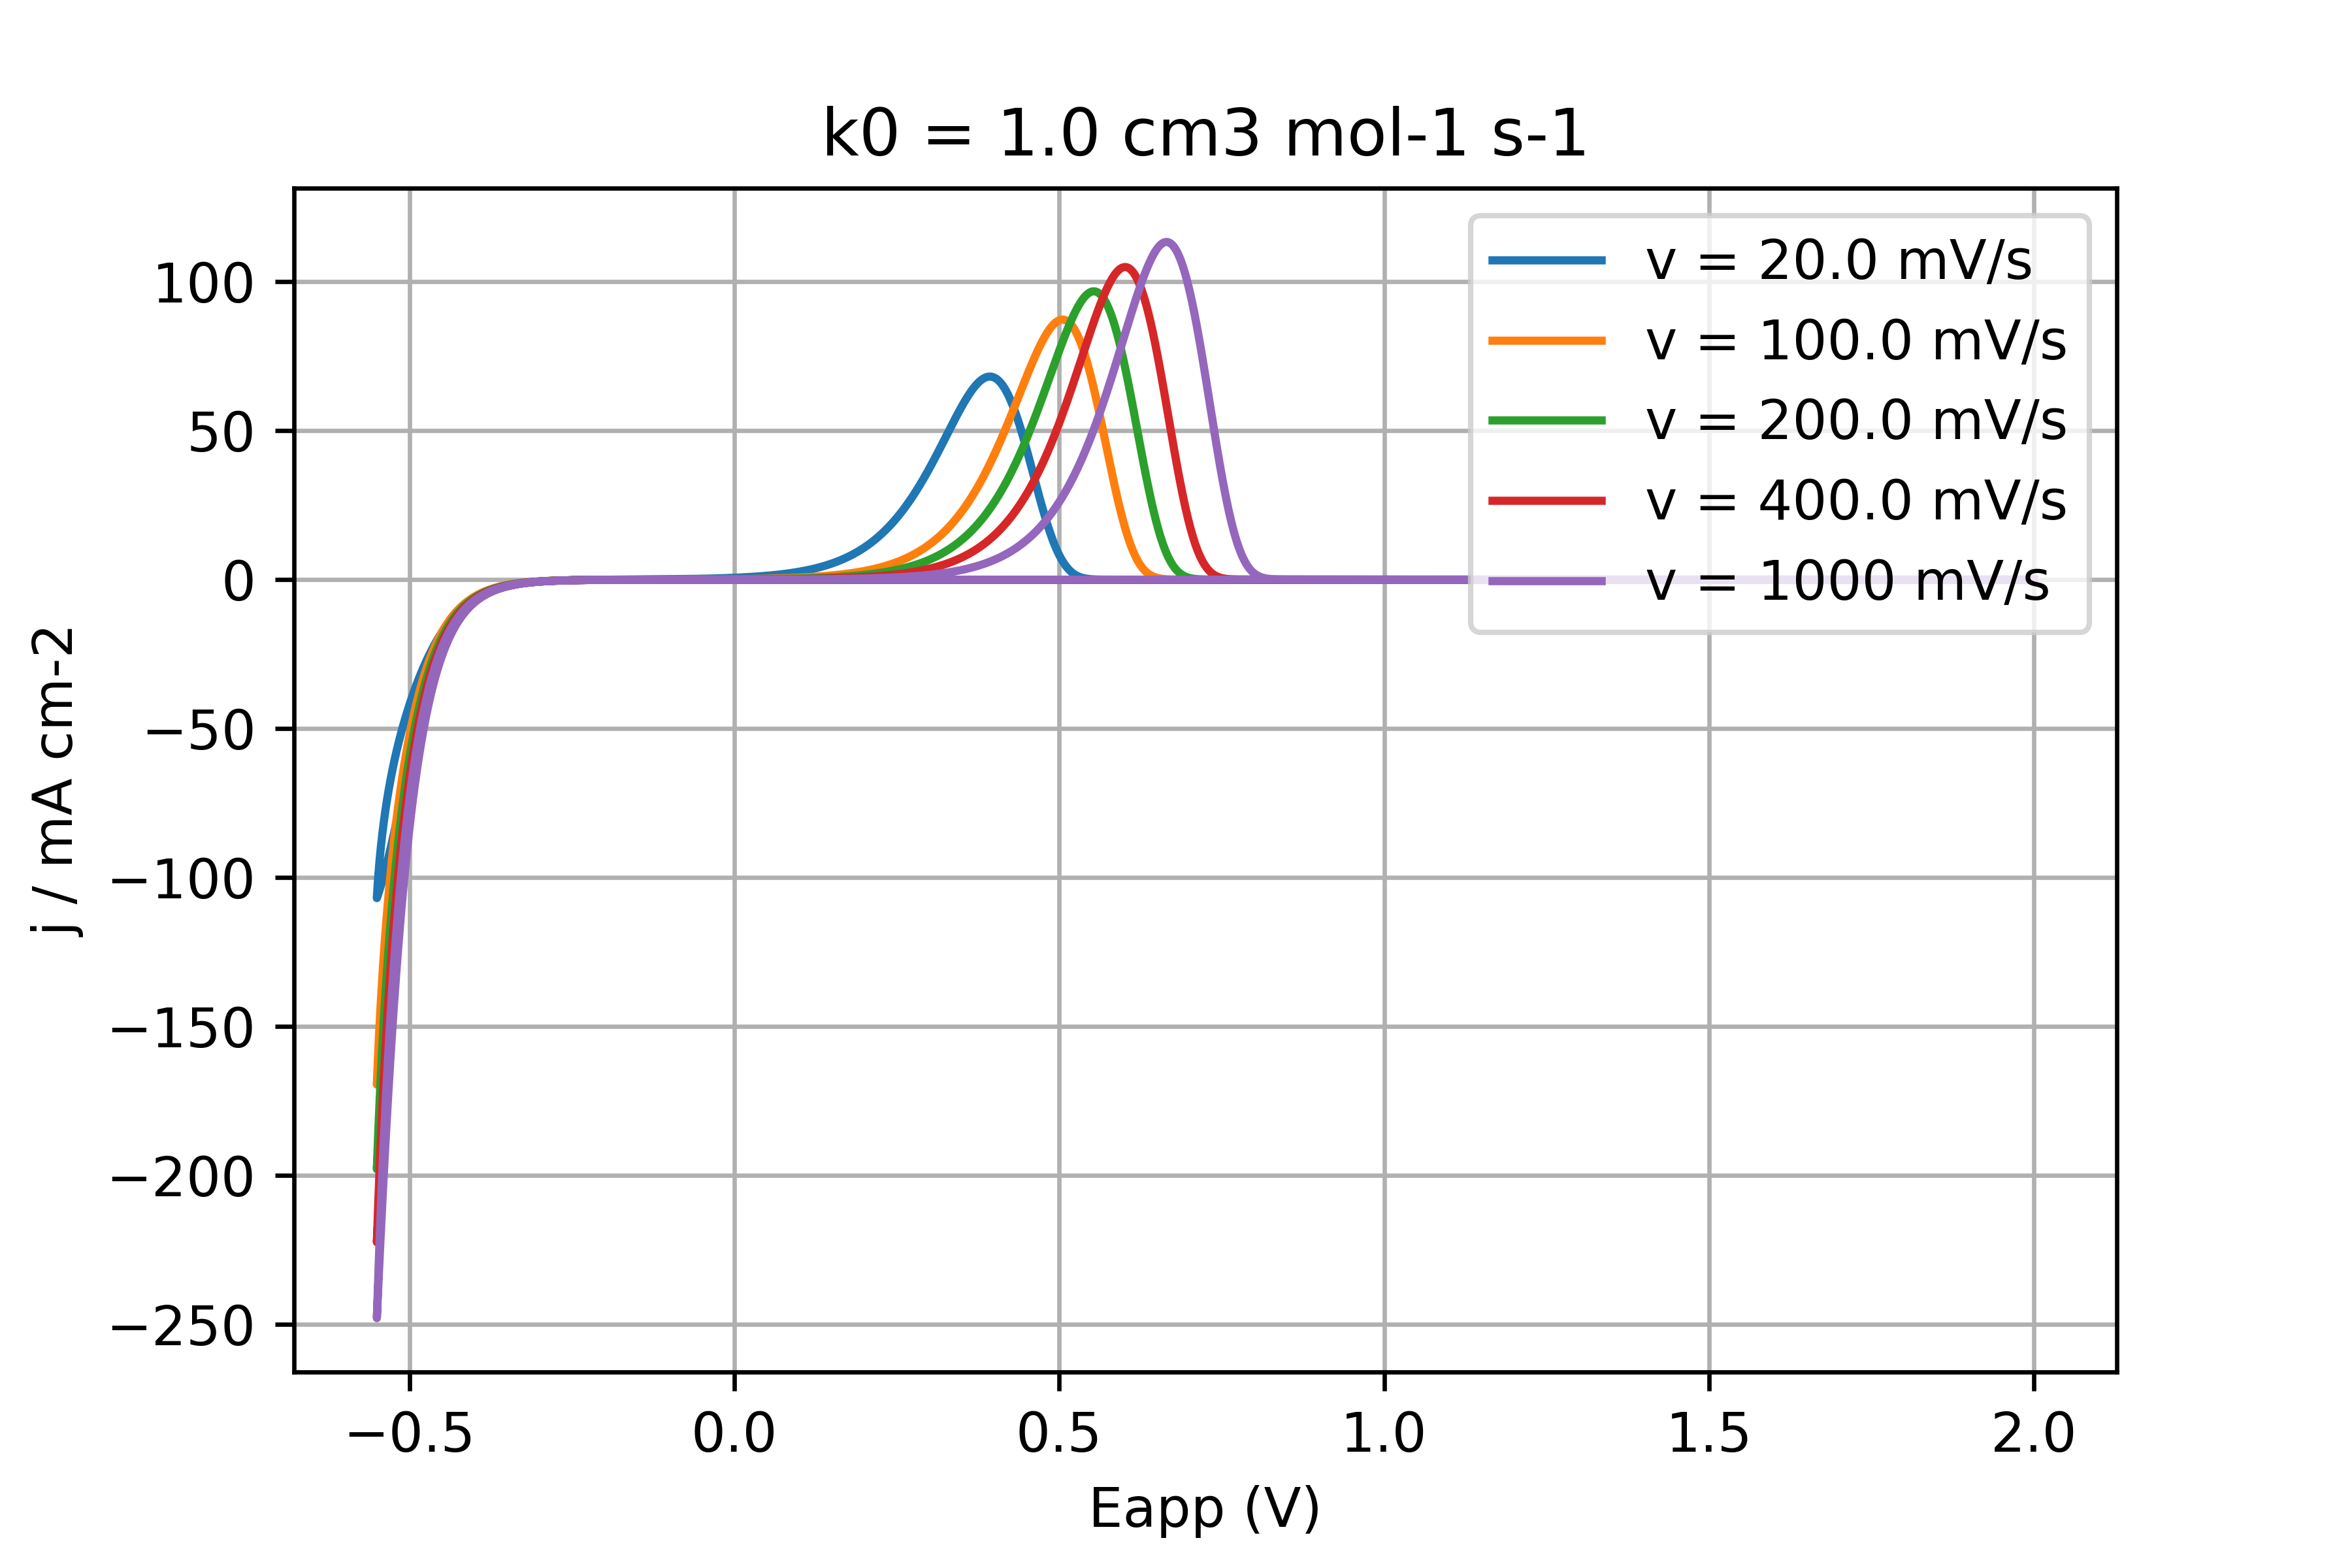 k0 = 1.0 cm3 mol-1 s-1
v = 20.0 mV/s
v = 100.0 mV/s
v = 200.0 mV/s
v = 400.0 mV/s
v = 1000 mV/s
100
50
0
−50
−100
−150
−200
−250
j / mA cm-2
−0.5 0.0 0.5 1.0 1.5 2.0
Eapp (V)